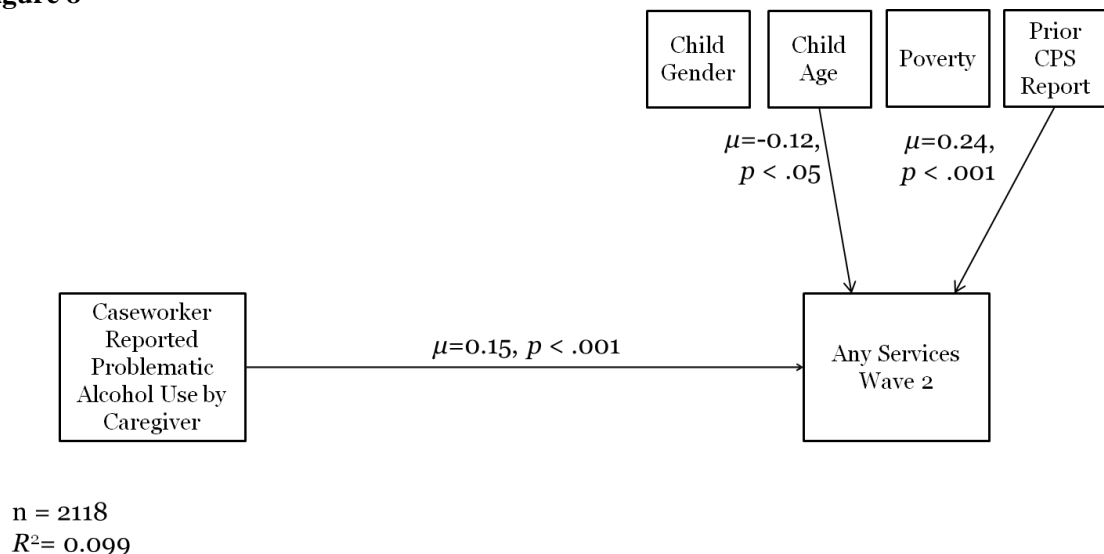 Child
Gender
Child
Age
Poverty
Prior
CPS
Report
μ=-0.12,
p < .05
μ=0.24,
p < .001
Caseworker
Reported
Problematic
Alcohol Use by
Caregiver
μ=0.15, p < .001
Any Services
Wave 2
n = 2118
R²= 0.099